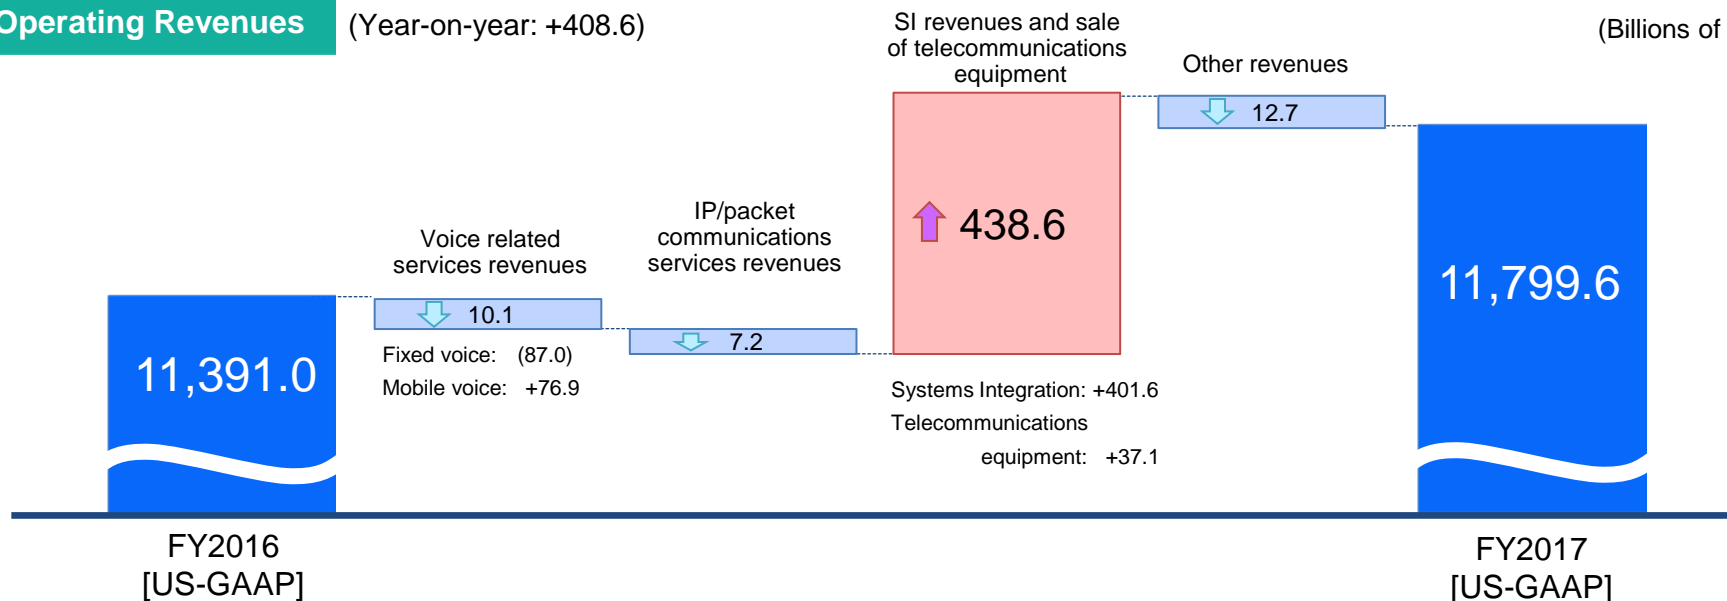 Operating Revenues
(Year-on-year: +408.6)
(Billions of
SI revenues and sale
of telecommunications
equipment
Other revenues
12.7
IP/packet
communications
services revenues
Voice related
services revenues
438.6
11,799.6
10.1
7.2
Fixed voice: (87.0)
Mobile voice: +76.9
11,391.0
Systems Integration: +401.6
Telecommunications
equipment: +37.1
FY2016
[US-GAAP]
FY2017
[US-GAAP]